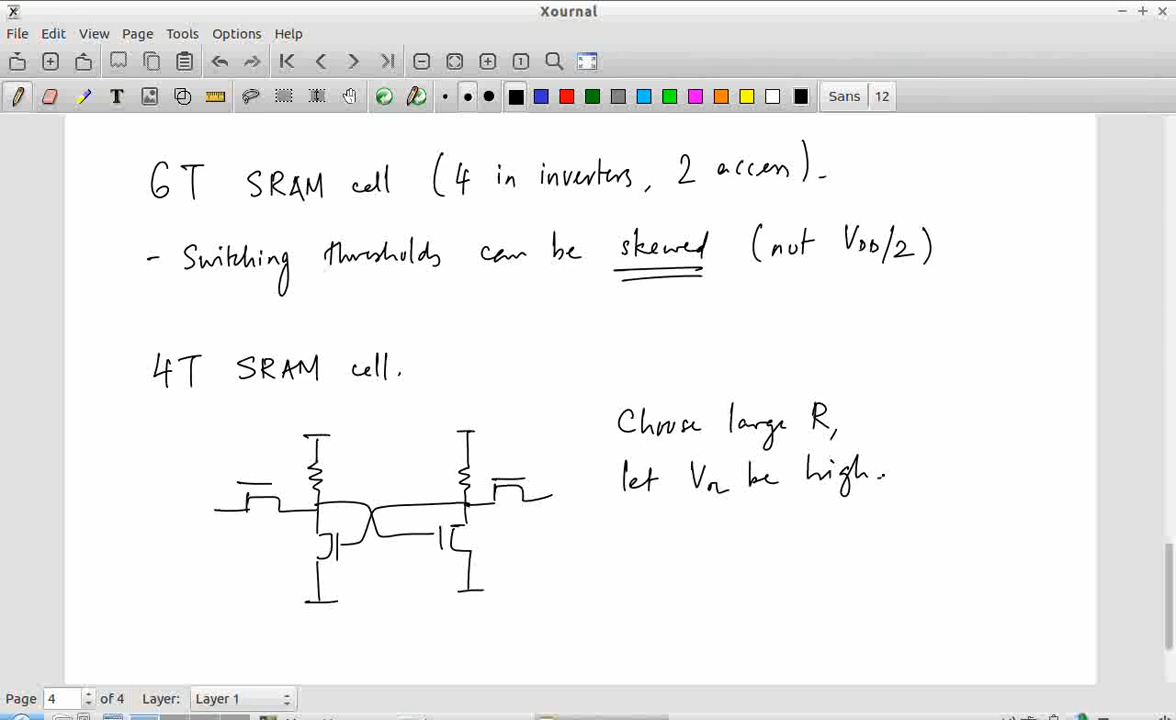 Xournal
File Edit View Page Tools Options Help
Sans 12
6T SRAM cell (4 in inverters, 2 access).
- Switching thresholds can be skewed (not VDD/2)
4T SRAM cell.
Choose large R,
let be high.
Page 4 of 4 Layer: Layer 1